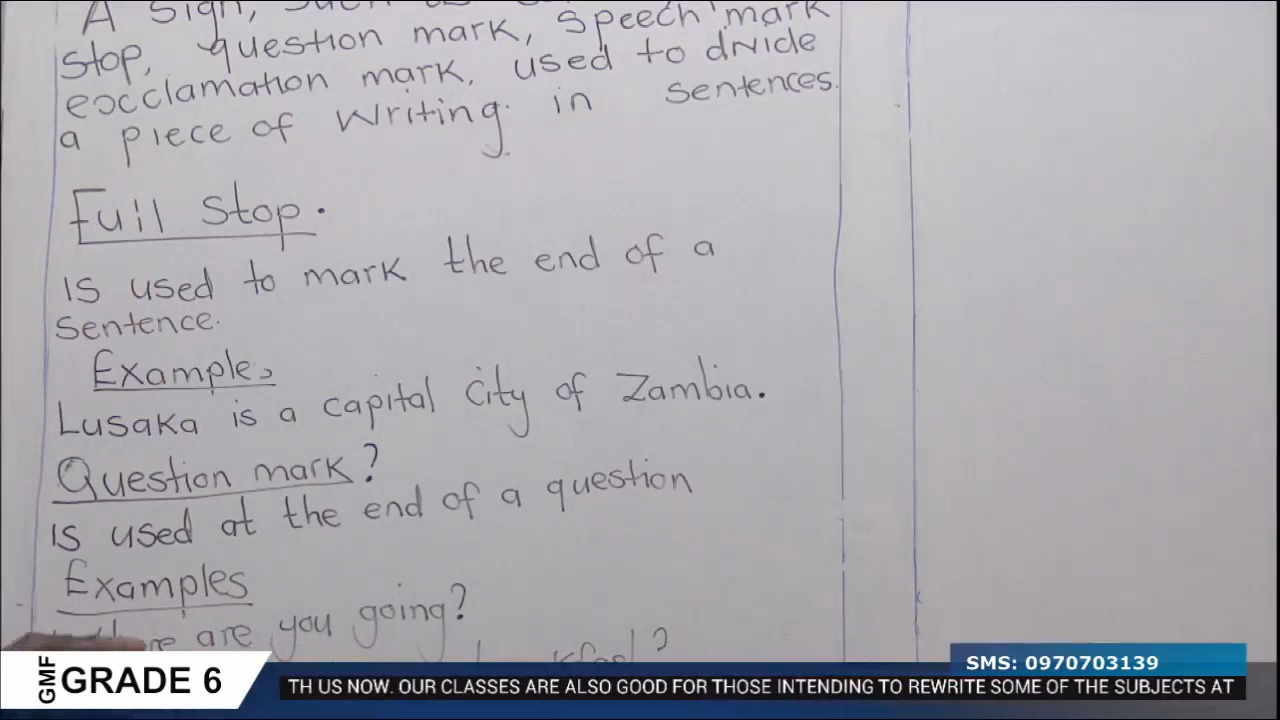 A sign, such as
stop, question mark, speech mark
exclamation mark, used to divide
a piece of writing. in sentences.
Full Stop.
is used to mark the end of a
sentence.
Example,
Lusaka is a capital city of Zambia.
Question mark?
is used at the end of a question
Examples
are you going?
SMS: 0970703139
GMF GRADE 6
TH US NOW. OUR CLASSES ARE ALSO GOOD FOR THOSE INTENDING TO REWRITE SOME OF THE SUBJECTS AT